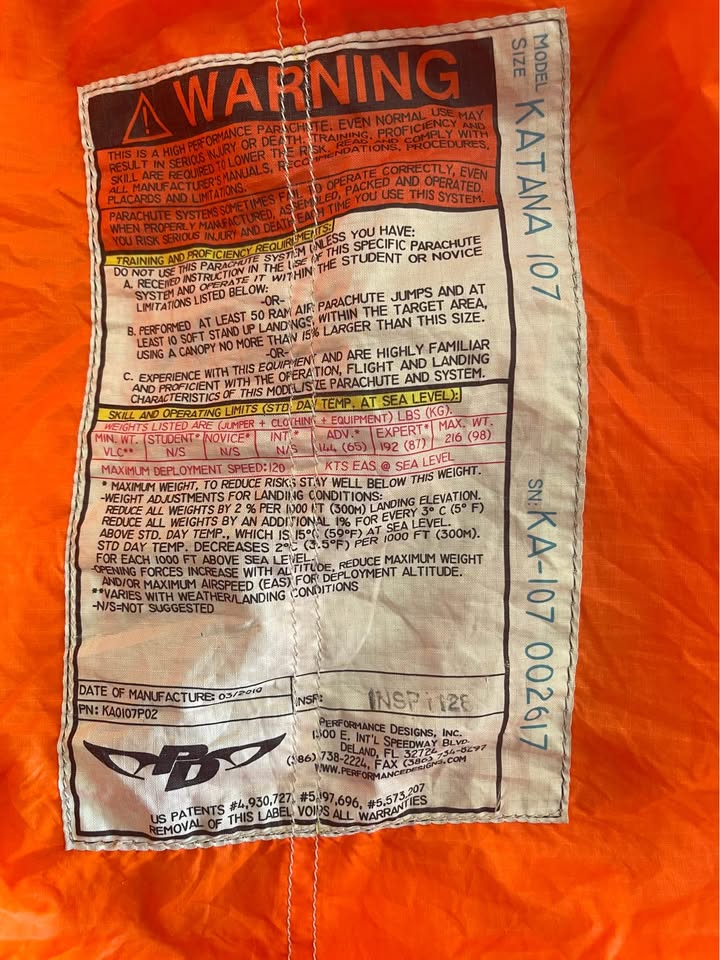 WARNING
THIS IS A HIGH PERFORMANCE PARACHUTE. EVEN NORMAL USE MAY
RESULT IN SERIOUS INJURY OR DEATH. TRAINING, PROFICIENCY AND
SKILL ARE REQUIRED TO LOWER THE RISK. READ AND COMPLY WITH
ALL MANUFACTURER'S MANUALS, RECOMMENDATIONS, PROCEDURES,
PLACARDS AND LIMITATIONS.
PARACHUTE SYSTEMS SOMETIMES FAIL TO OPERATE CORRECTLY, EVEN
WHEN PROPERLY MANUFACTURED, ASSEMBLED, PACKED AND OPERATED.
YOU RISK SERIOUS INJURY AND DEATH EACH TIME YOU USE THIS SYSTEM.
TRAINING AND PROFICIENCY REQUIREMENTS:
DO NOT USE THIS PARACHUTE SYSTEM UNLESS YOU HAVE:
A. RECEIVED INSTRUCTION IN THE USE OF THIS SPECIFIC PARACHUTE
SYSTEM AND OPERATE IT WITHIN THE STUDENT OR NOVICE
LIMITATIONS LISTED BELOW:
-OR-
B. PERFORMED AT LEAST 50 RAM AIR PARACHUTE JUMPS AND AT
LEAST 10 SOFT STAND UP LANDINGS, WITHIN THE TARGET AREA,
USING A CANOPY NO MORE THAN 15% LARGER THAN THIS SIZE.
-OR-
C. EXPERIENCE WITH THIS EQUIPMENT AND ARE HIGHLY FAMILIAR
AND PROFICIENT WITH THE OPERATION, FLIGHT AND LANDING
CHARACTERISTICS OF THIS MODEL/SIZE PARACHUTE AND SYSTEM.
SKILL AND OPERATING LIMITS (STD. DAY TEMP. AT SEA LEVEL):
WEIGHTS LISTED ARE (JUMPER + CLOTHING + EQUIPMENT) LBS (KG).
MIN. WT. STUDENT* NOVICE* INT.* ADV.* EXPERT* MAX. WT.
VLC** N/S N/S N/S 144 (65) 192 (87) 216 (98)
MAXIMUM DEPLOYMENT SPEED: 120 KTS EAS @ SEA LEVEL
* MAXIMUM WEIGHT, TO REDUCE RISKS STAY WELL BELOW THIS WEIGHT.
-WEIGHT ADJUSTMENTS FOR LANDING CONDITIONS:
REDUCE ALL WEIGHTS BY 2 % PER 1000 FT (300M) LANDING ELEVATION.
REDUCE ALL WEIGHTS BY AN ADDITIONAL 1% FOR EVERY 3° C (5° F)
ABOVE STD. DAY TEMP., WHICH IS 15°C (59°F) AT SEA LEVEL.
STD DAY TEMP. DECREASES 2°C (3.5°F) PER 1000 FT (300M).
FOR EACH 1000 FT ABOVE SEA LEVEL.
-OPENING FORCES INCREASE WITH ALTITUDE, REDUCE MAXIMUM WEIGHT
AND/OR MAXIMUM AIRSPEED (EAS) FOR DEPLOYMENT ALTITUDE.
**VARIES WITH WEATHER/LANDING CONDITIONS
-N/S=NOT SUGGESTED
DATE OF MANUFACTURE: 03/2010
INSP: INSP 1128
PN: KA0107P02
PD
PERFORMANCE DESIGNS, INC.
1300 E. INT'L SPEEDWAY BLVD.
DELAND, FL 32724
(386) 738-2224, FAX (386)
WWW.PERFORMANCEDESIGNS.COM
US PATENTS #4,930,727, #5,197,696, #5,573,207
REMOVAL OF THIS LABEL VOIDS ALL WARRANTIES
MODEL KATANA 107
SIZE
SN: KA-107 002617